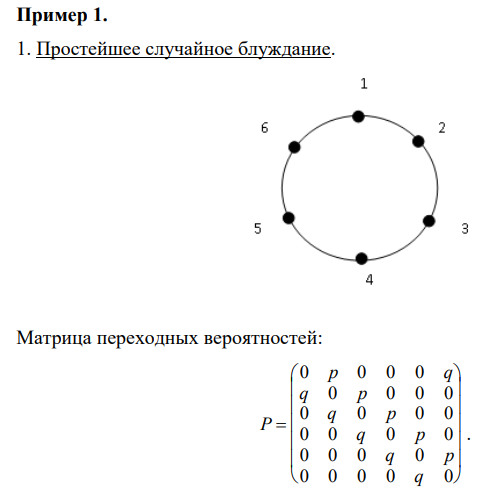 Пример 1.
1. Простейшее случайное блуждание.
1
6
2
5
3
4
Матрица переходных вероятностей:
P = (0 p 0 0 0 q
q 0 p 0 0 0
0 q 0 p 0 0
0 0 q 0 p 0
0 0 0 q 0 p
0 0 0 0 q 0).